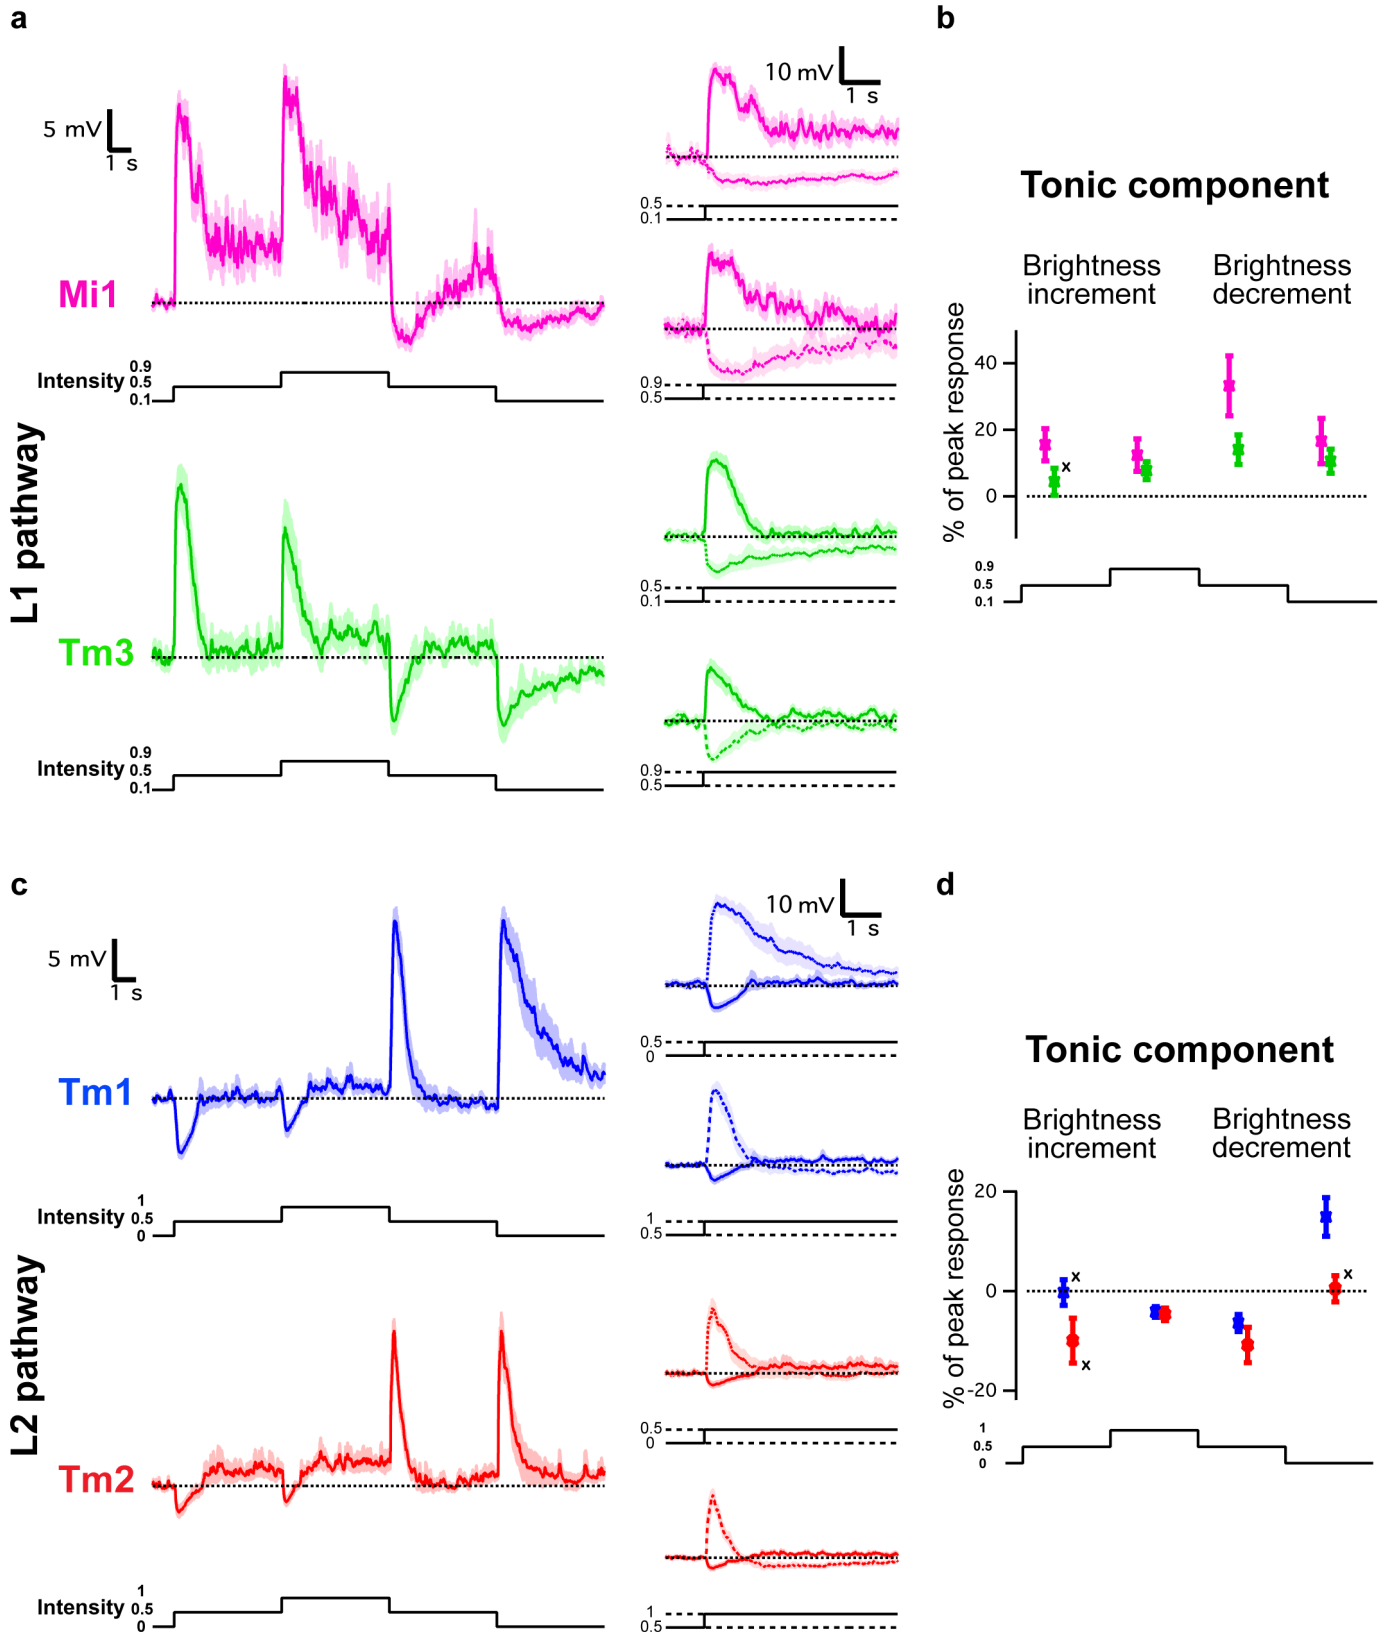 a
5 mV
1 s
Mi1
Intensity
0.9
0.5
0.1
L1 pathway
Tm3
Intensity
0.9
0.5
0.1
10 mV
1 s
0.5
0.1
0.9
0.5
0.5
0.1
0.9
0.5
b
Tonic component
Brightness
increment
Brightness
decrement
% of peak response
40
20
0
x
0.9
0.5
0.1
c
5 mV
1 s
Tm1
Intensity
1
0.5
0
L2 pathway
Tm2
Intensity
1
0.5
0
10 mV
1 s
0.5
0
1
0.5
0.5
0
1
0.5
d
Tonic component
Brightness
increment
Brightness
decrement
% of peak response
20
0
-20
x
x
x
1
0.5
0